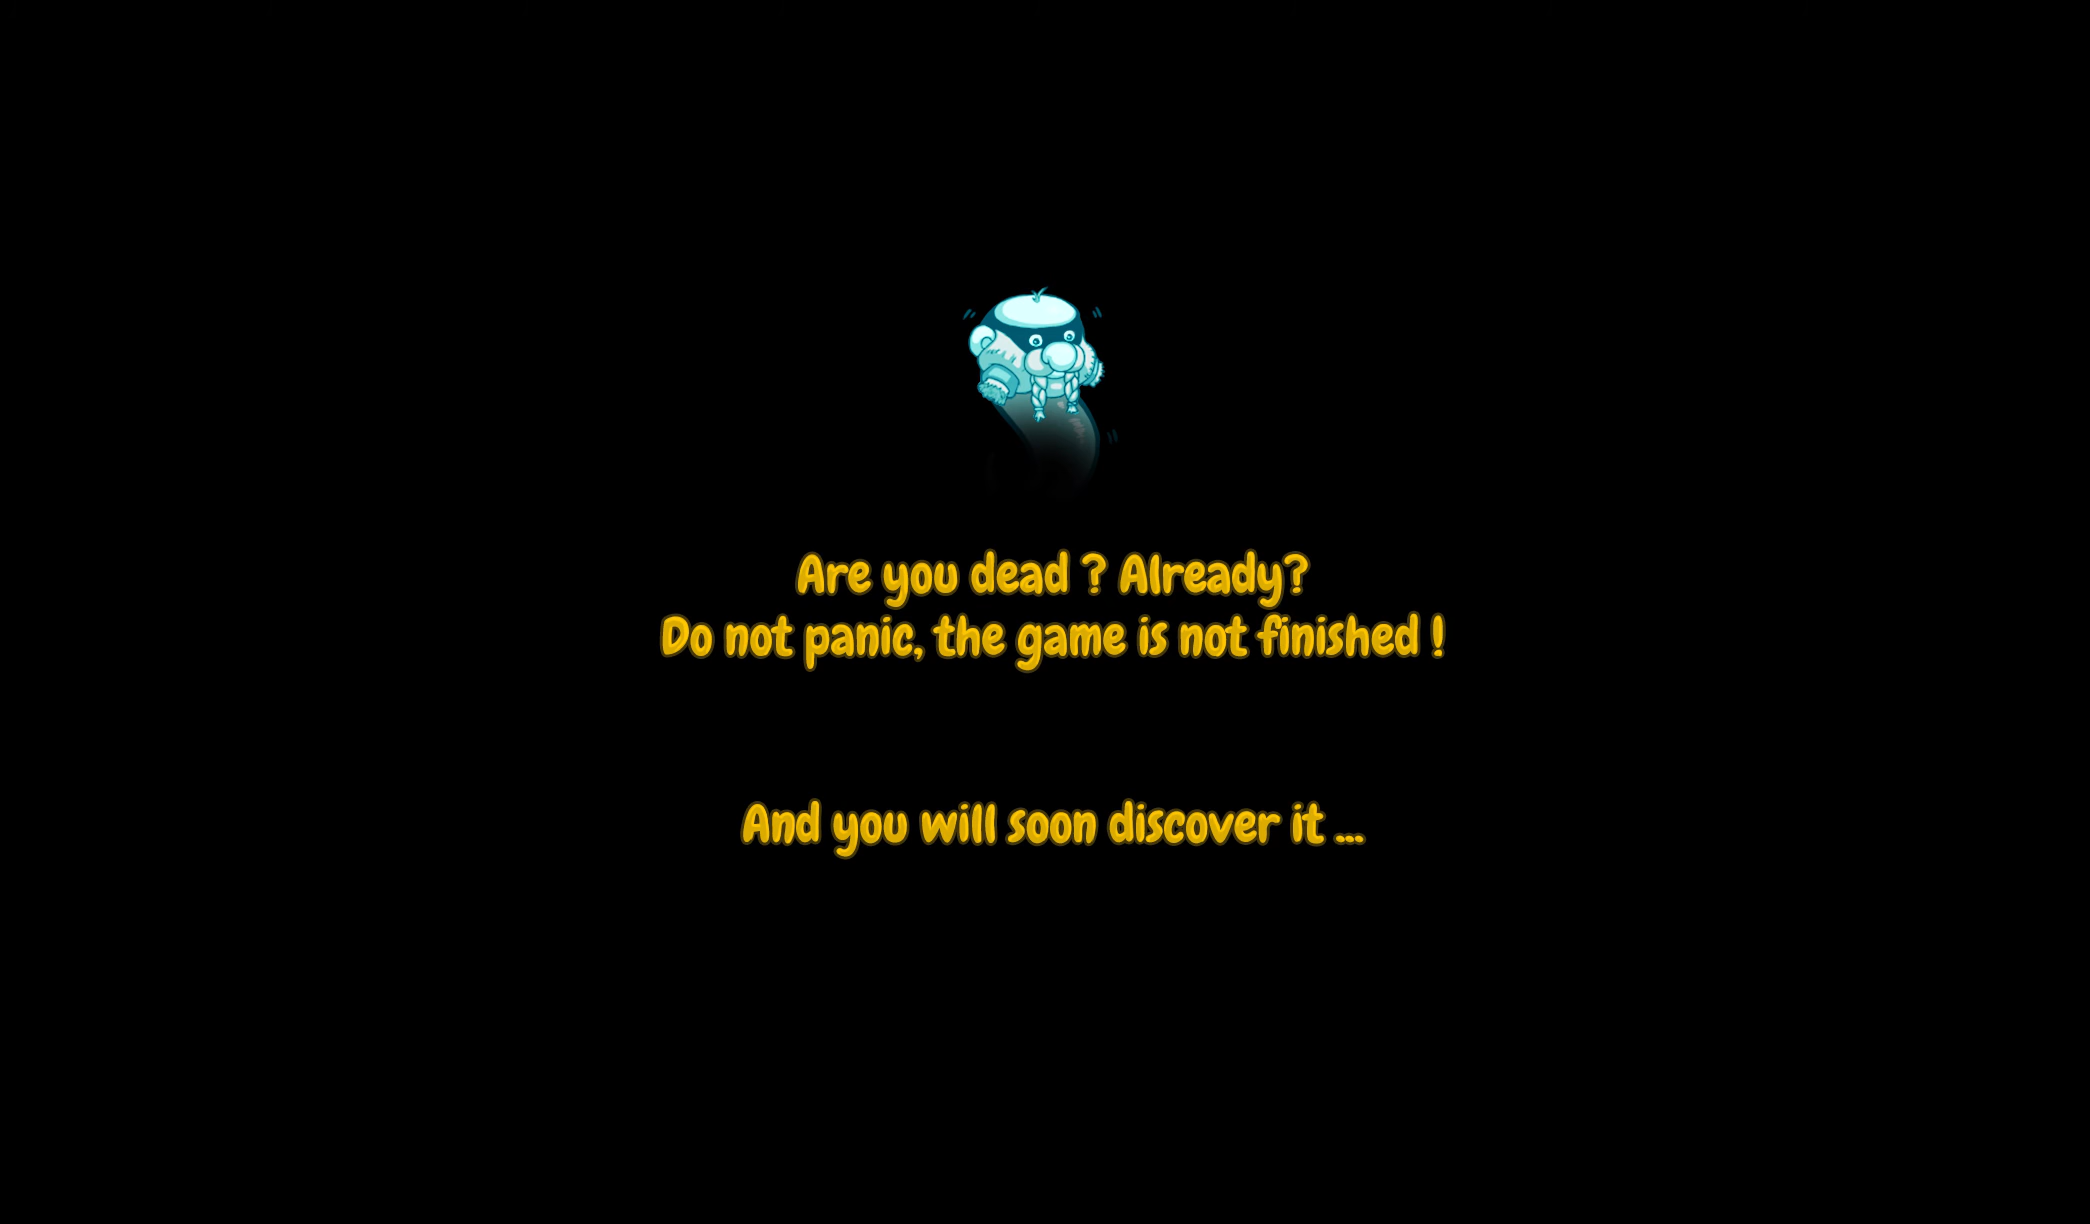 Are you dead ? Already?
Do not panic, the game is not finished !
And you will soon discover it ...